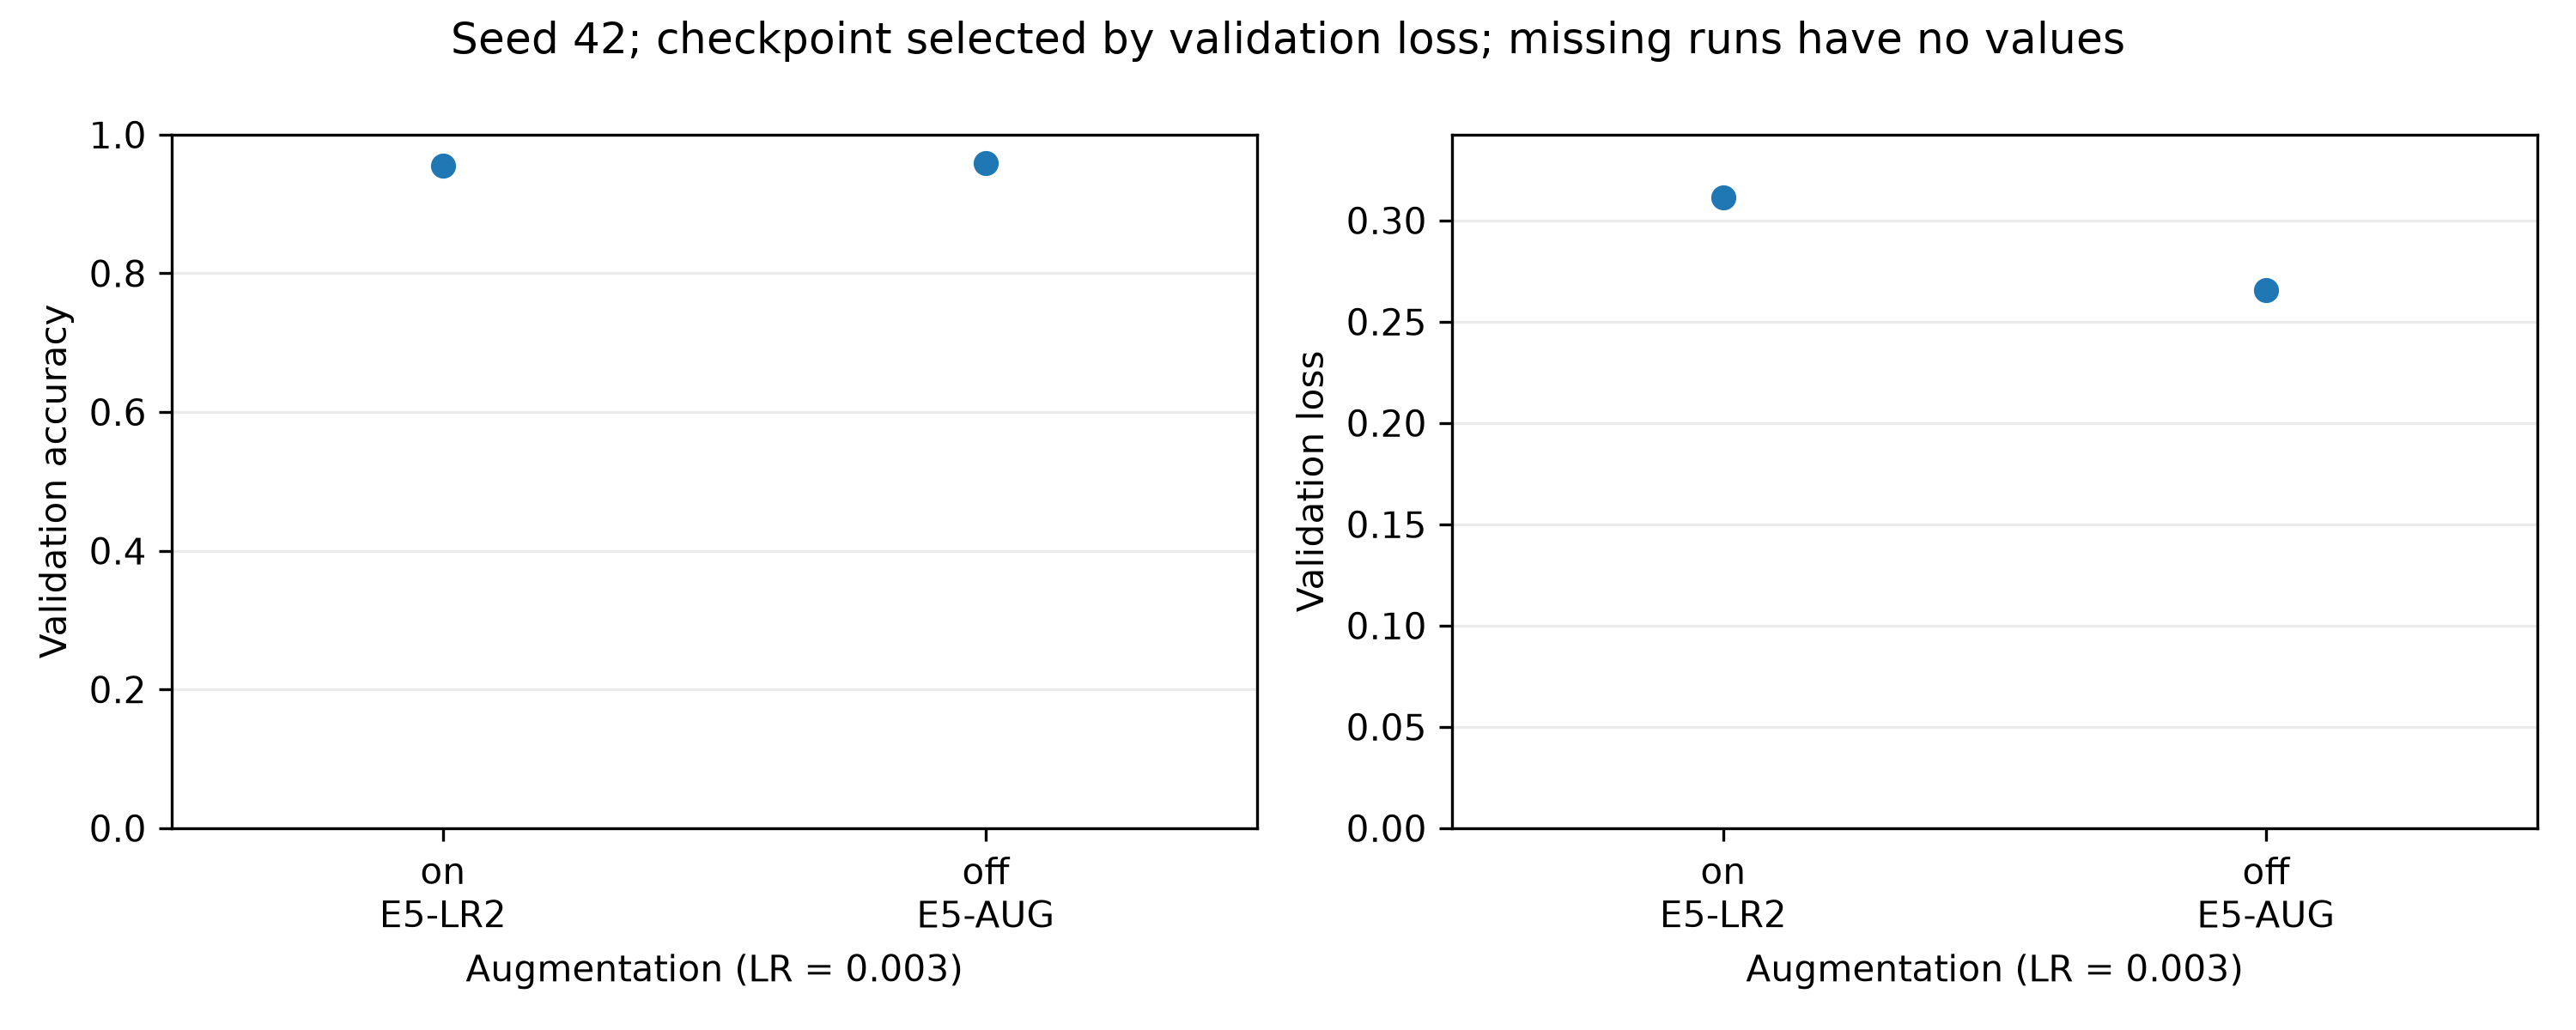 Seed 42; checkpoint selected by validation loss; missing runs have no values
Validation accuracy
1.0
0.8
0.6
0.4
0.2
0.0
on
E5-LR2
off
E5-AUG
Augmentation (LR = 0.003)
Validation loss
0.30
0.25
0.20
0.15
0.10
0.05
0.00
on
E5-LR2
off
E5-AUG
Augmentation (LR = 0.003)